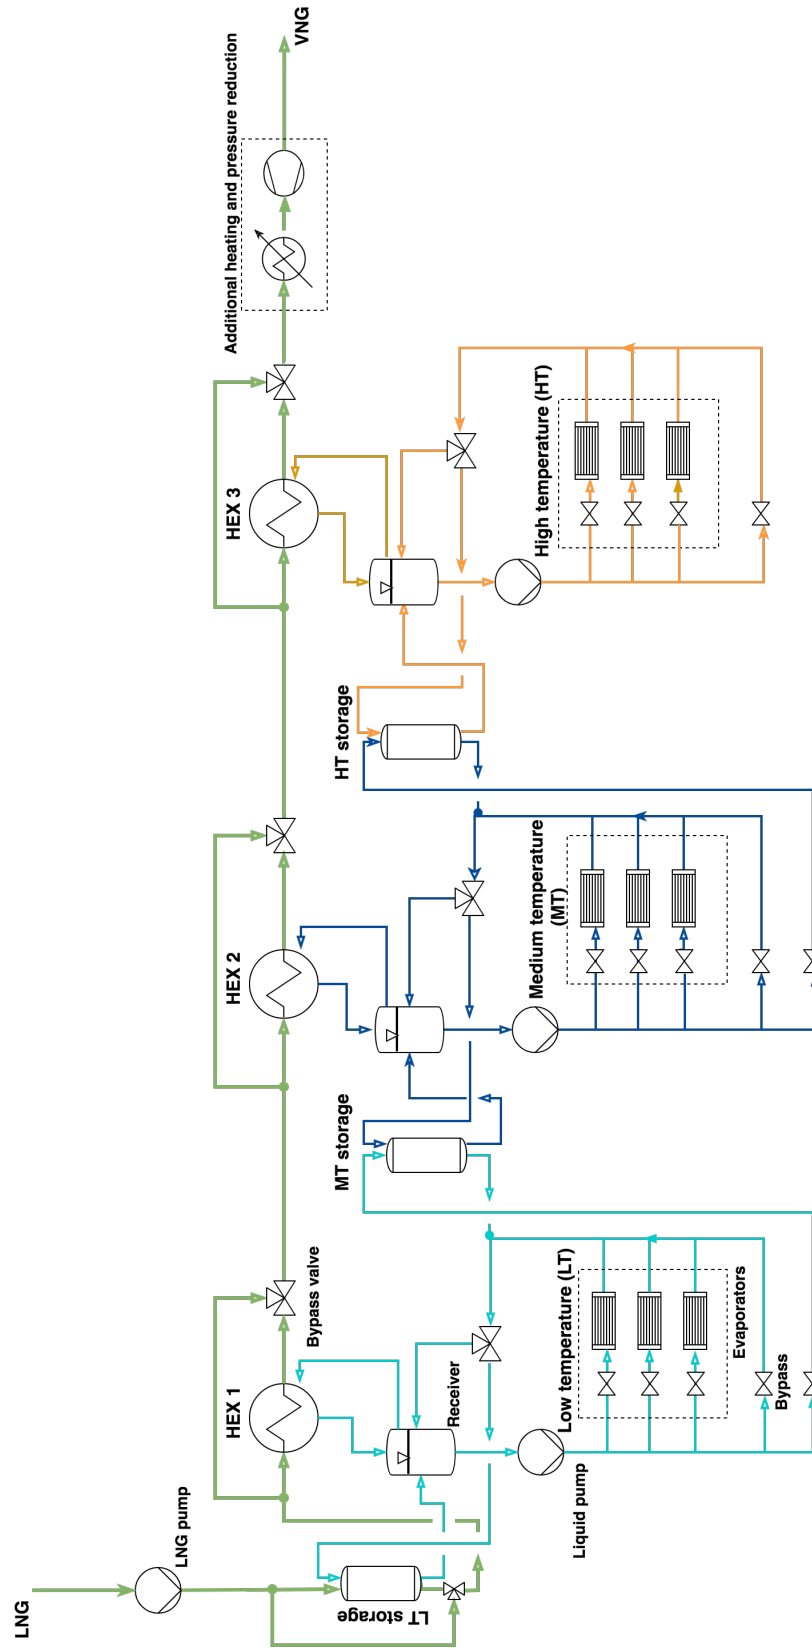 LNG
LNG pump
LT storage
HEX 1
Bypass valve
Receiver
Liquid pump
Low temperature (LT)
Evaporators
Bypass
MT storage
HEX 2
Medium temperature
(MT)
HT storage
HEX 3
High temperature (HT)
Additional heating and pressure reduction
VNG